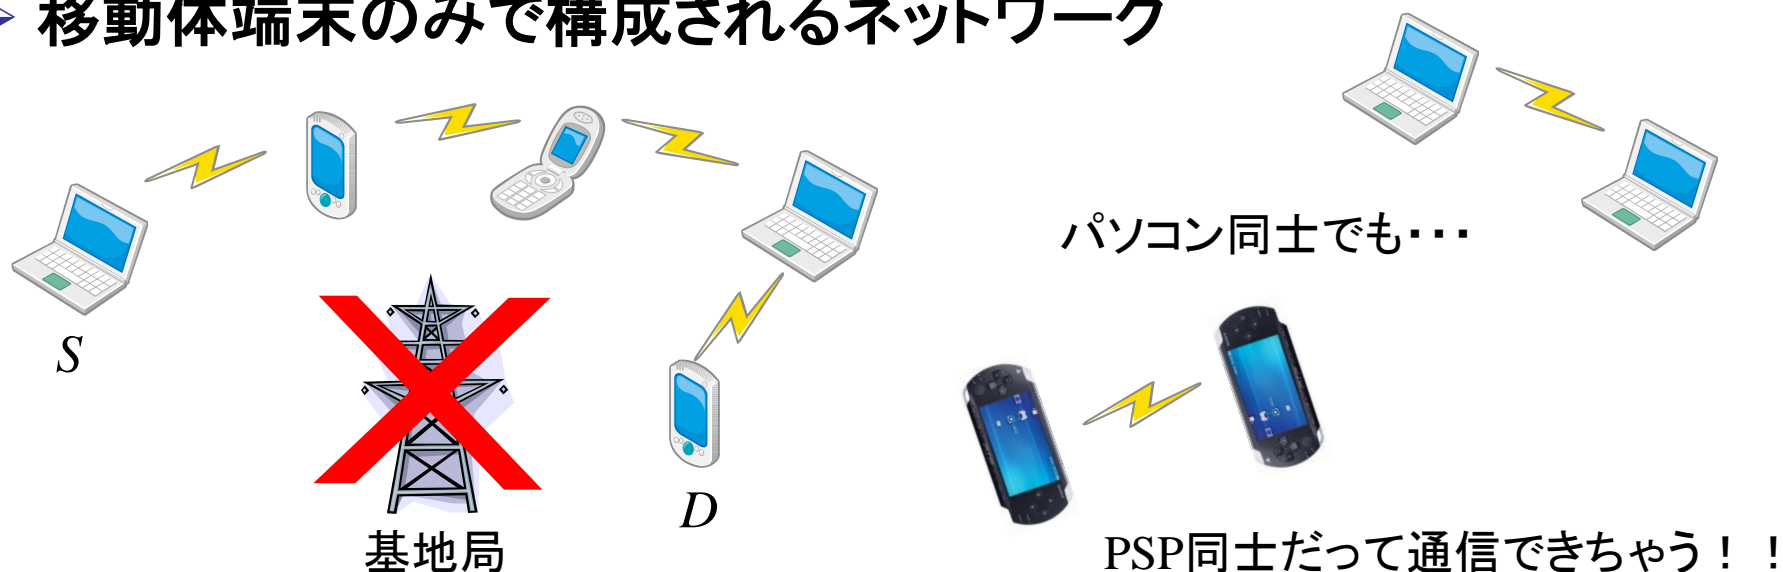 移動体端末のみで構成されるネットワーク
パソコン同士でも・・・
S
D
基地局
PSP同士だって通信できちゃう！！